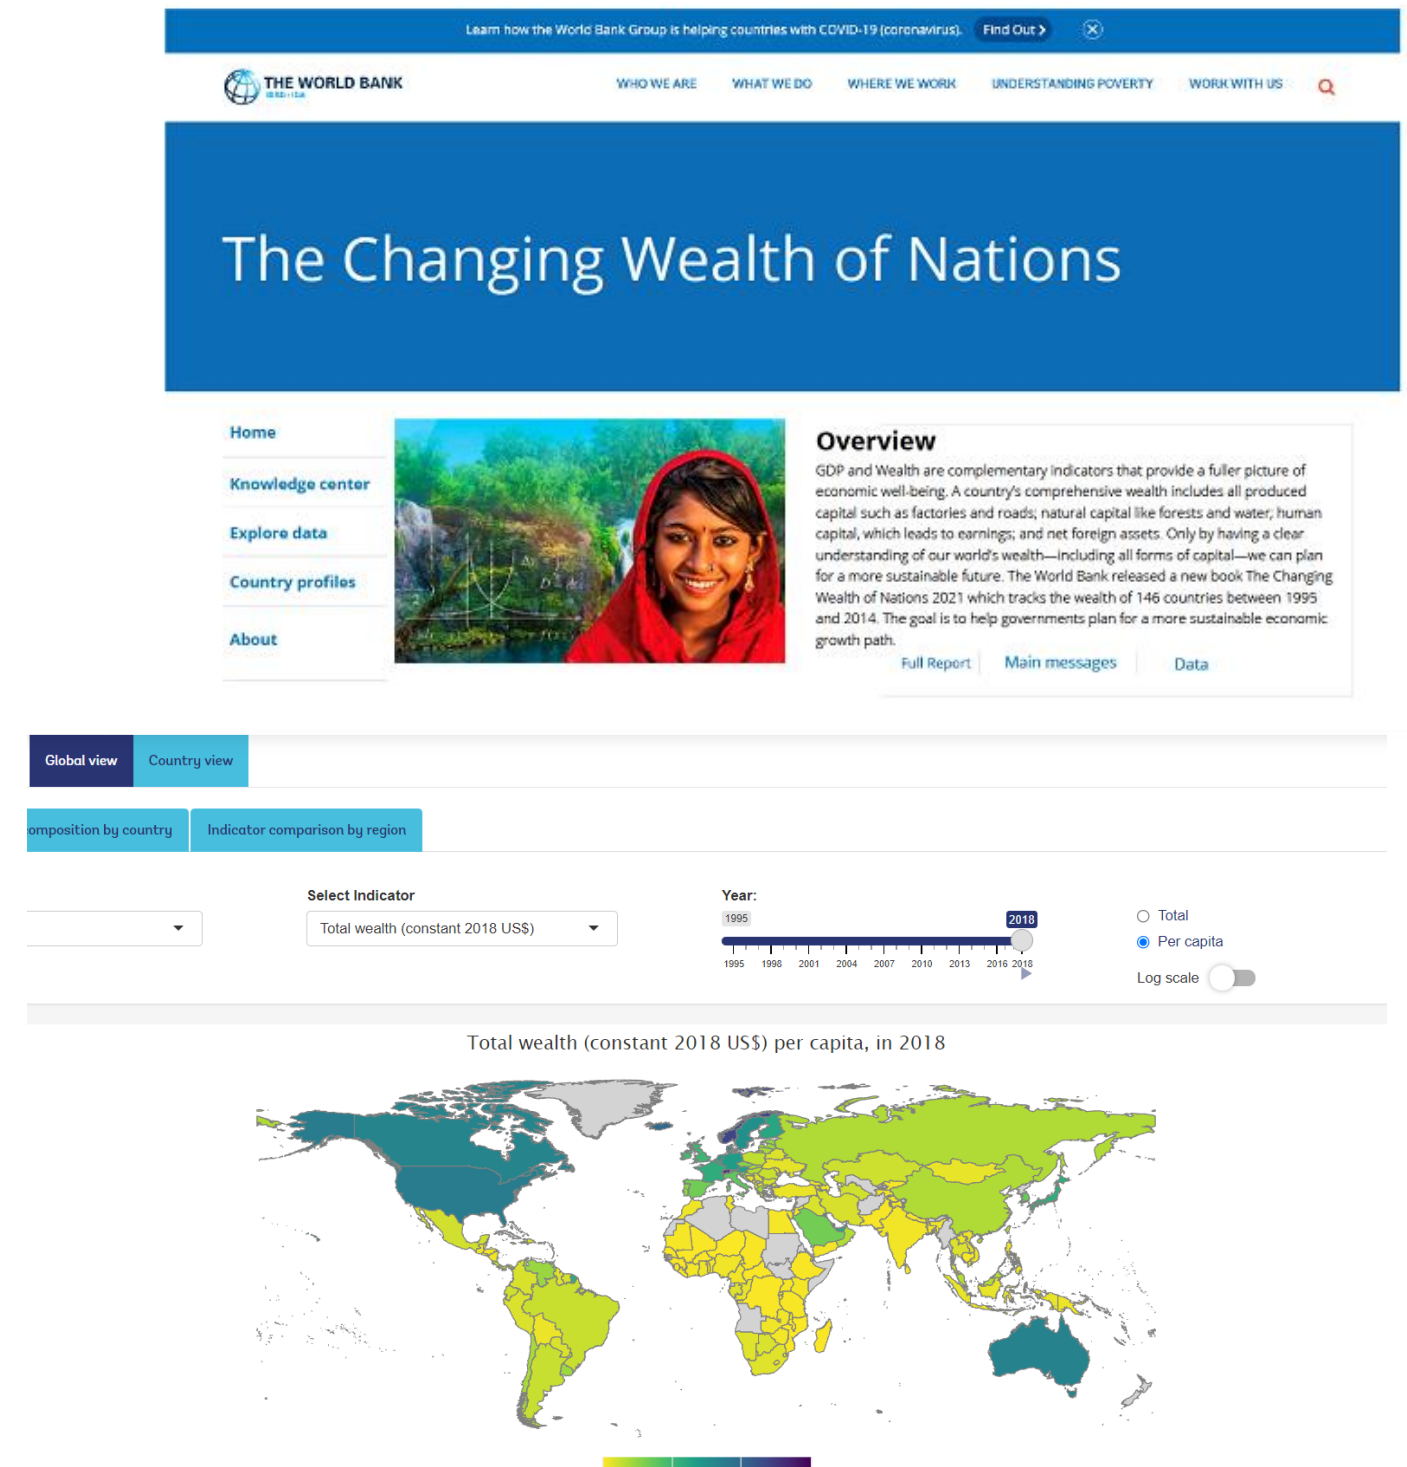 Learn how the World Bank Group is helping countries with COVID-19 (coronavirus). Find Out >
THE WORLD BANK
IBRD • IDA
WHO WE ARE WHAT WE DO WHERE WE WORK UNDERSTANDING POVERTY WORK WITH US
The Changing Wealth of Nations
Home
Knowledge center
Explore data
Country profiles
About
Overview
GDP and Wealth are complementary indicators that provide a fuller picture of
economic well-being. A country's comprehensive wealth includes all produced
capital such as factories and roads; natural capital like forests and water; human
capital, which leads to earnings; and net foreign assets. Only by having a clear
understanding of our world's wealth—including all forms of capital—we can plan
for a more sustainable future. The World Bank released a new book The Changing
Wealth of Nations 2021 which tracks the wealth of 146 countries between 1995
and 2014. The goal is to help governments plan for a more sustainable economic
growth path.
Full Report Main messages Data
Global view Country view
omposition by country Indicator comparison by region
Select Indicator
Total wealth (constant 2018 US$)
Year:
1995 2018
1995 1998 2001 2004 2007 2010 2013 2016 2018
Total
Per capita
Log scale
Total wealth (constant 2018 US$) per capita, in 2018